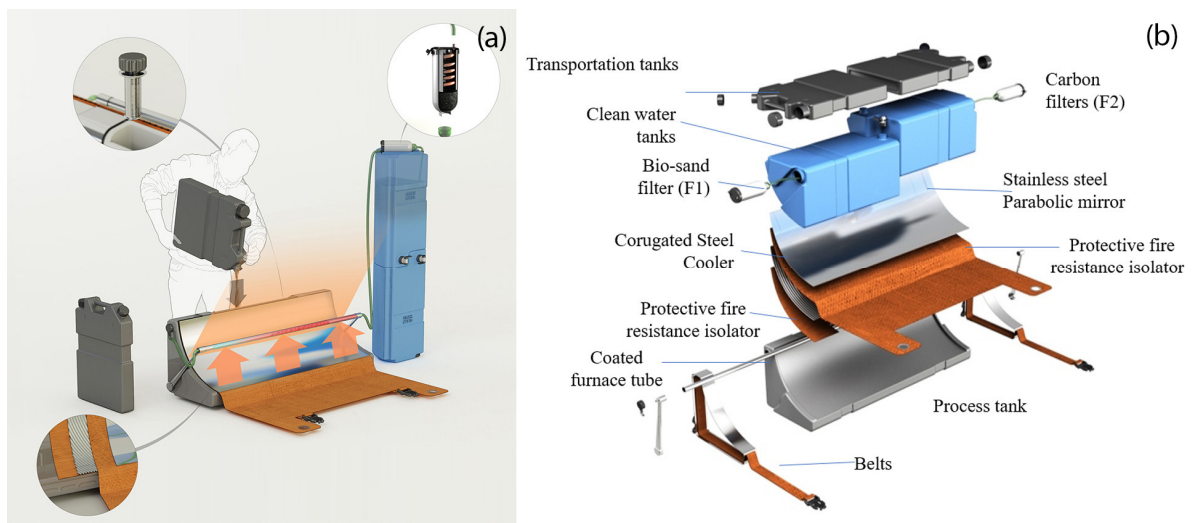 (a)
(b)
Transportation tanks
Clean water
tanks
Bio-sand
filter (F1)
Carbon
filters (F2)
Stainless steel
Parabolic mirror
Corugated Steel
Cooler
Protective fire
resistance isolator
Protective fire
resistance isolator
Coated
furnace tube
Process tank
Belts